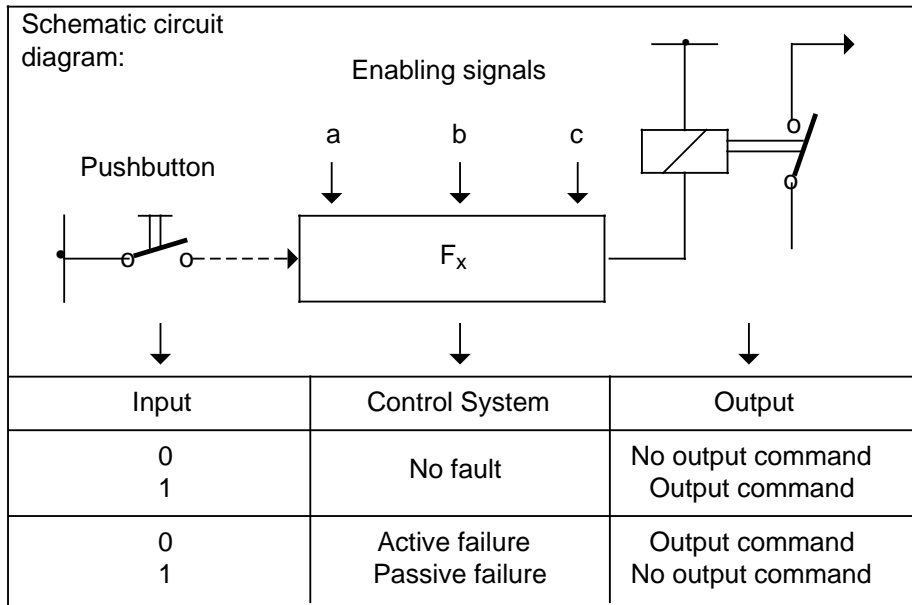 Schematic circuit
diagram:
Enabling signals
a b c
Pushbutton
Fx
Input Control System Output
0 No fault No output command
1 Output command
0 Active failure Output command
1 Passive failure No output command